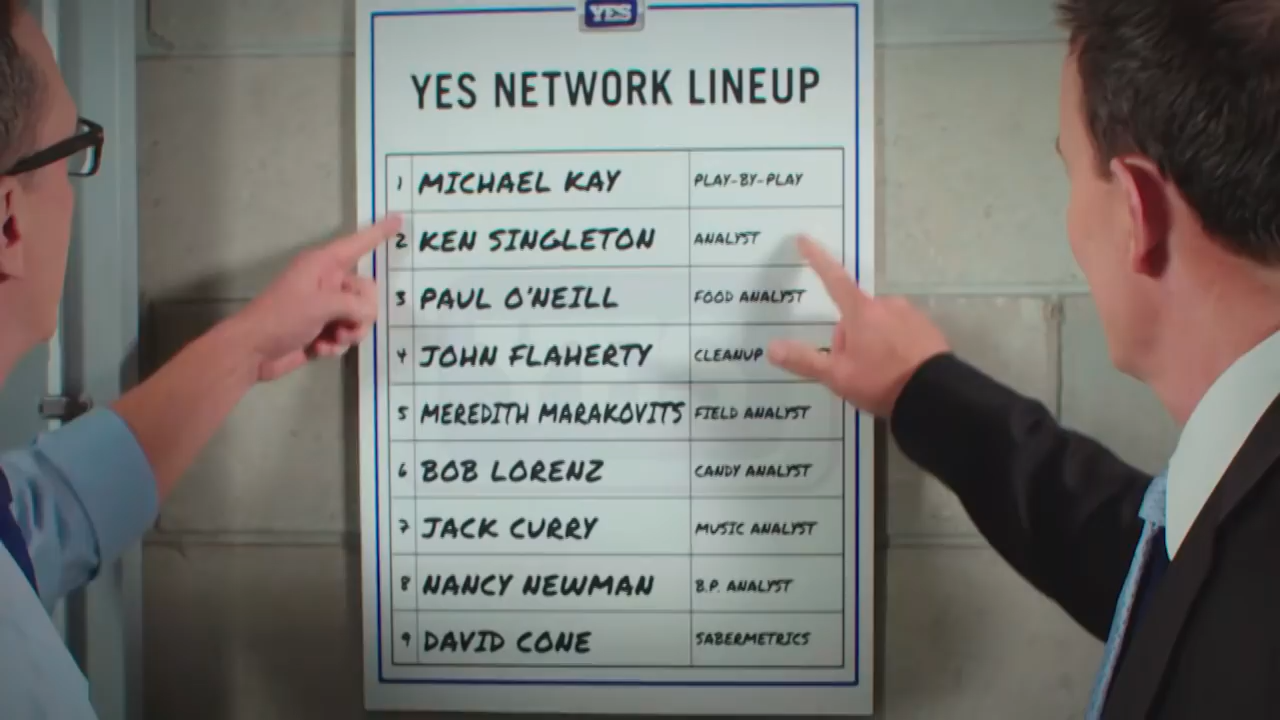 YES
YES NETWORK LINEUP
1 MICHAEL KAY PLAY-BY-PLAY
2 KEN SINGLETON ANALYST
3 PAUL O'NEILL FOOD ANALYST
4 JOHN FLAHERTY CLEANUP
5 MEREDITH MARAKOVITS FIELD ANALYST
6 BOB LORENZ CANDY ANALYST
7 JACK CURRY MUSIC ANALYST
8 NANCY NEWMAN B.P. ANALYST
9 DAVID CONE SABERMETRICS